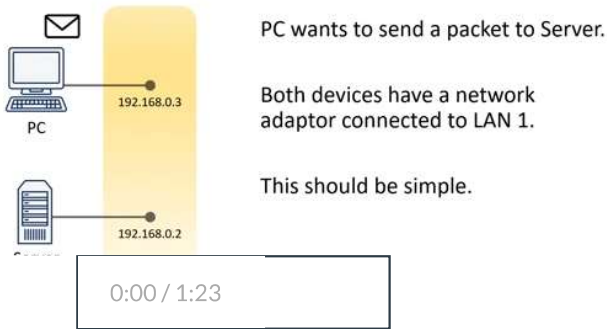 PC wants to send a packet to Server.
192.168.0.3
PC
Both devices have a network
adaptor connected to LAN 1.
This should be simple.
192.168.0.2
0:00 / 1:23